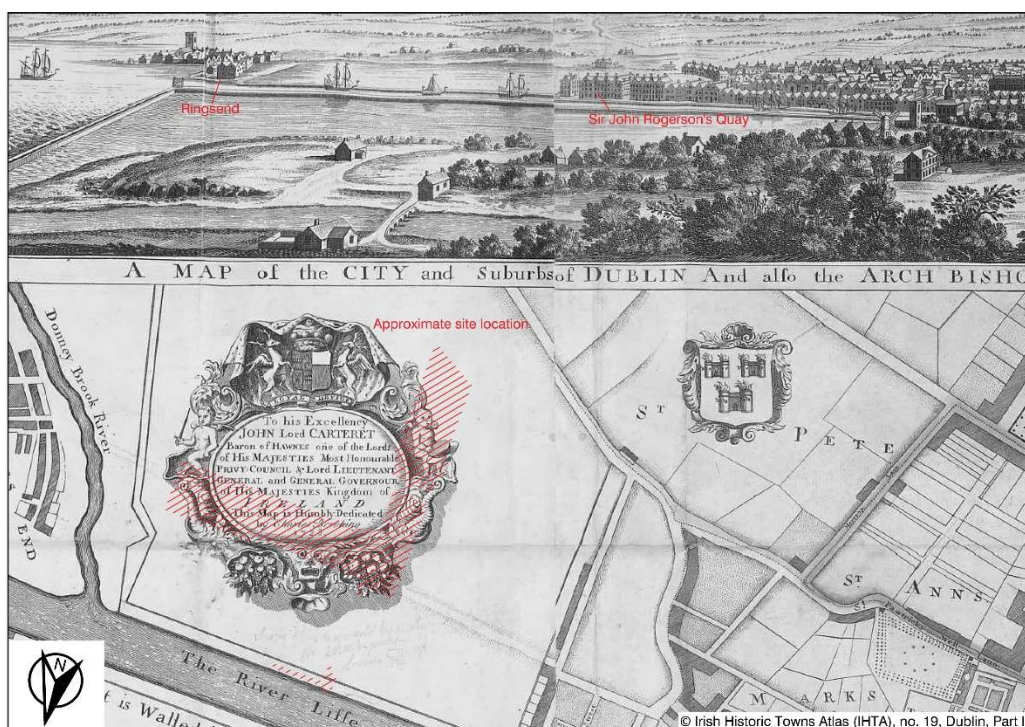 Ringsend
Sir John Rogerson's Quay
A MAP of the CITY and Suburbs of DUBLIN And alſo the ARCH BISHO
Donney Brook River
Approximate site location
To his Excellency
JOHN Lord CARTERET
Baron of HAWNES one of the Lords
of His MAJESTIES Most Honourable
PRIVY COUNCIL & Lord LIEUTENANT
GENERAL and GENERAL GOVERNOUR
of His MAJESTIES Kingdom of
IRELAND
This Map is Humbly Dedicated
by Charles Brooking
ST
PETE
S
END
ST
ANNS.
St
MARKS
The River
Liffe
t is Walled
N
© Irish Historic Towns Atlas (IHTA), no. 19, Dublin, Part